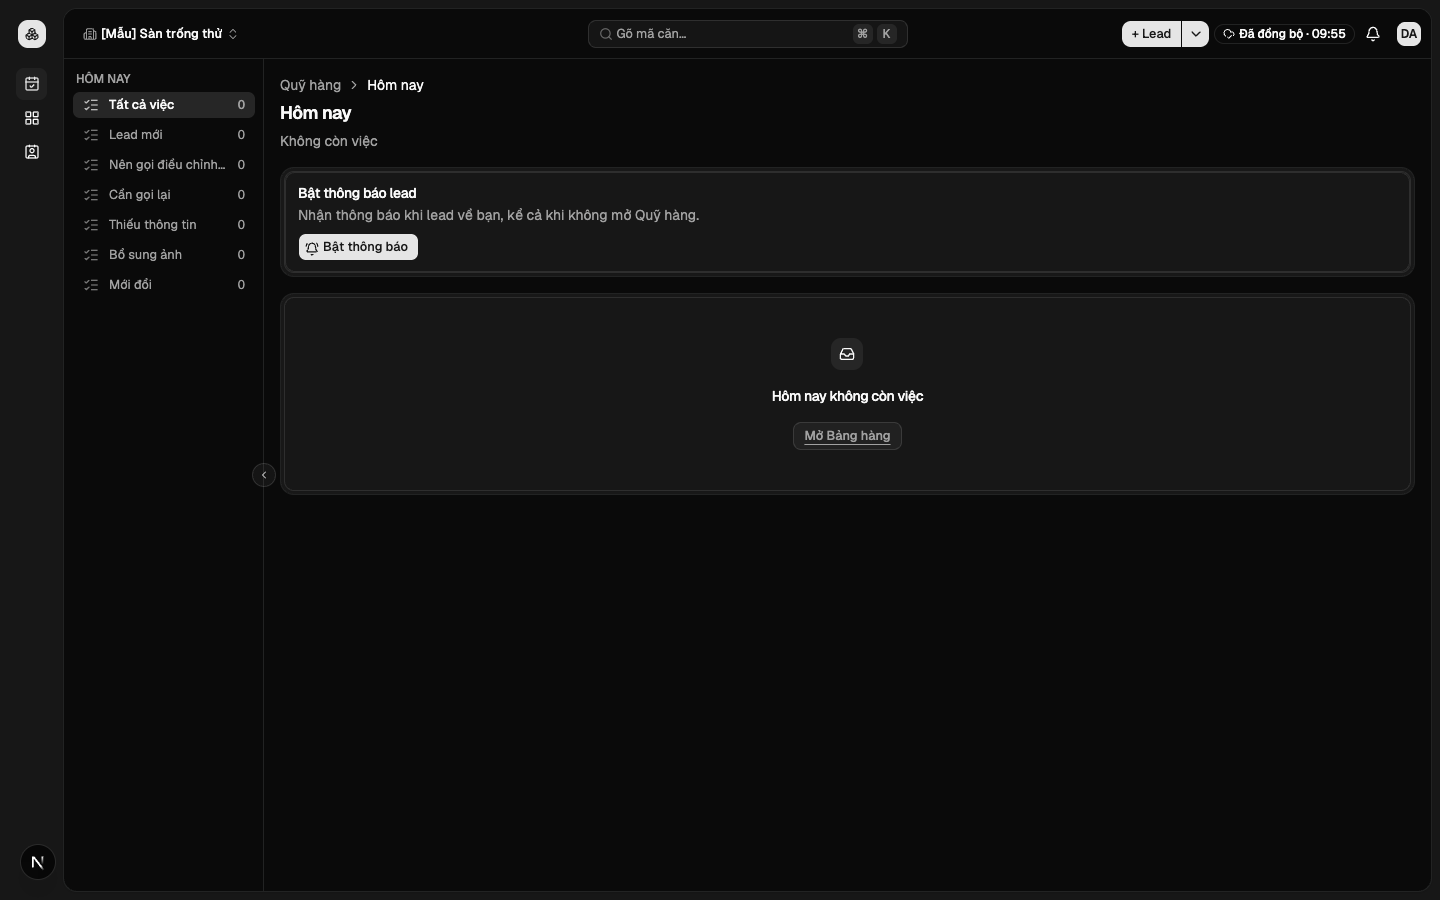 [Mẫu] Sàn trống thử
Gõ mã căn...
⌘ K
+ Lead
Đã đồng bộ · 09:55
DA
HÔM NAY
Tất cả việc 0
Lead mới 0
Nên gọi điều chỉnh... 0
Cần gọi lại 0
Thiếu thông tin 0
Bổ sung ảnh 0
Mới đổi 0
Quỹ hàng > Hôm nay
Hôm nay
Không còn việc
Bật thông báo lead
Nhận thông báo khi lead về bạn, kể cả khi không mở Quỹ hàng.
Bật thông báo
Hôm nay không còn việc
Mở Bảng hàng
N